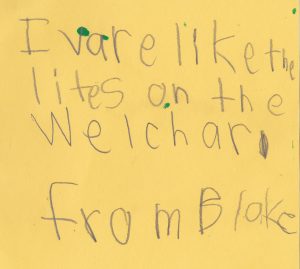 I vare like the
lites on the
Welchar.
from Blake